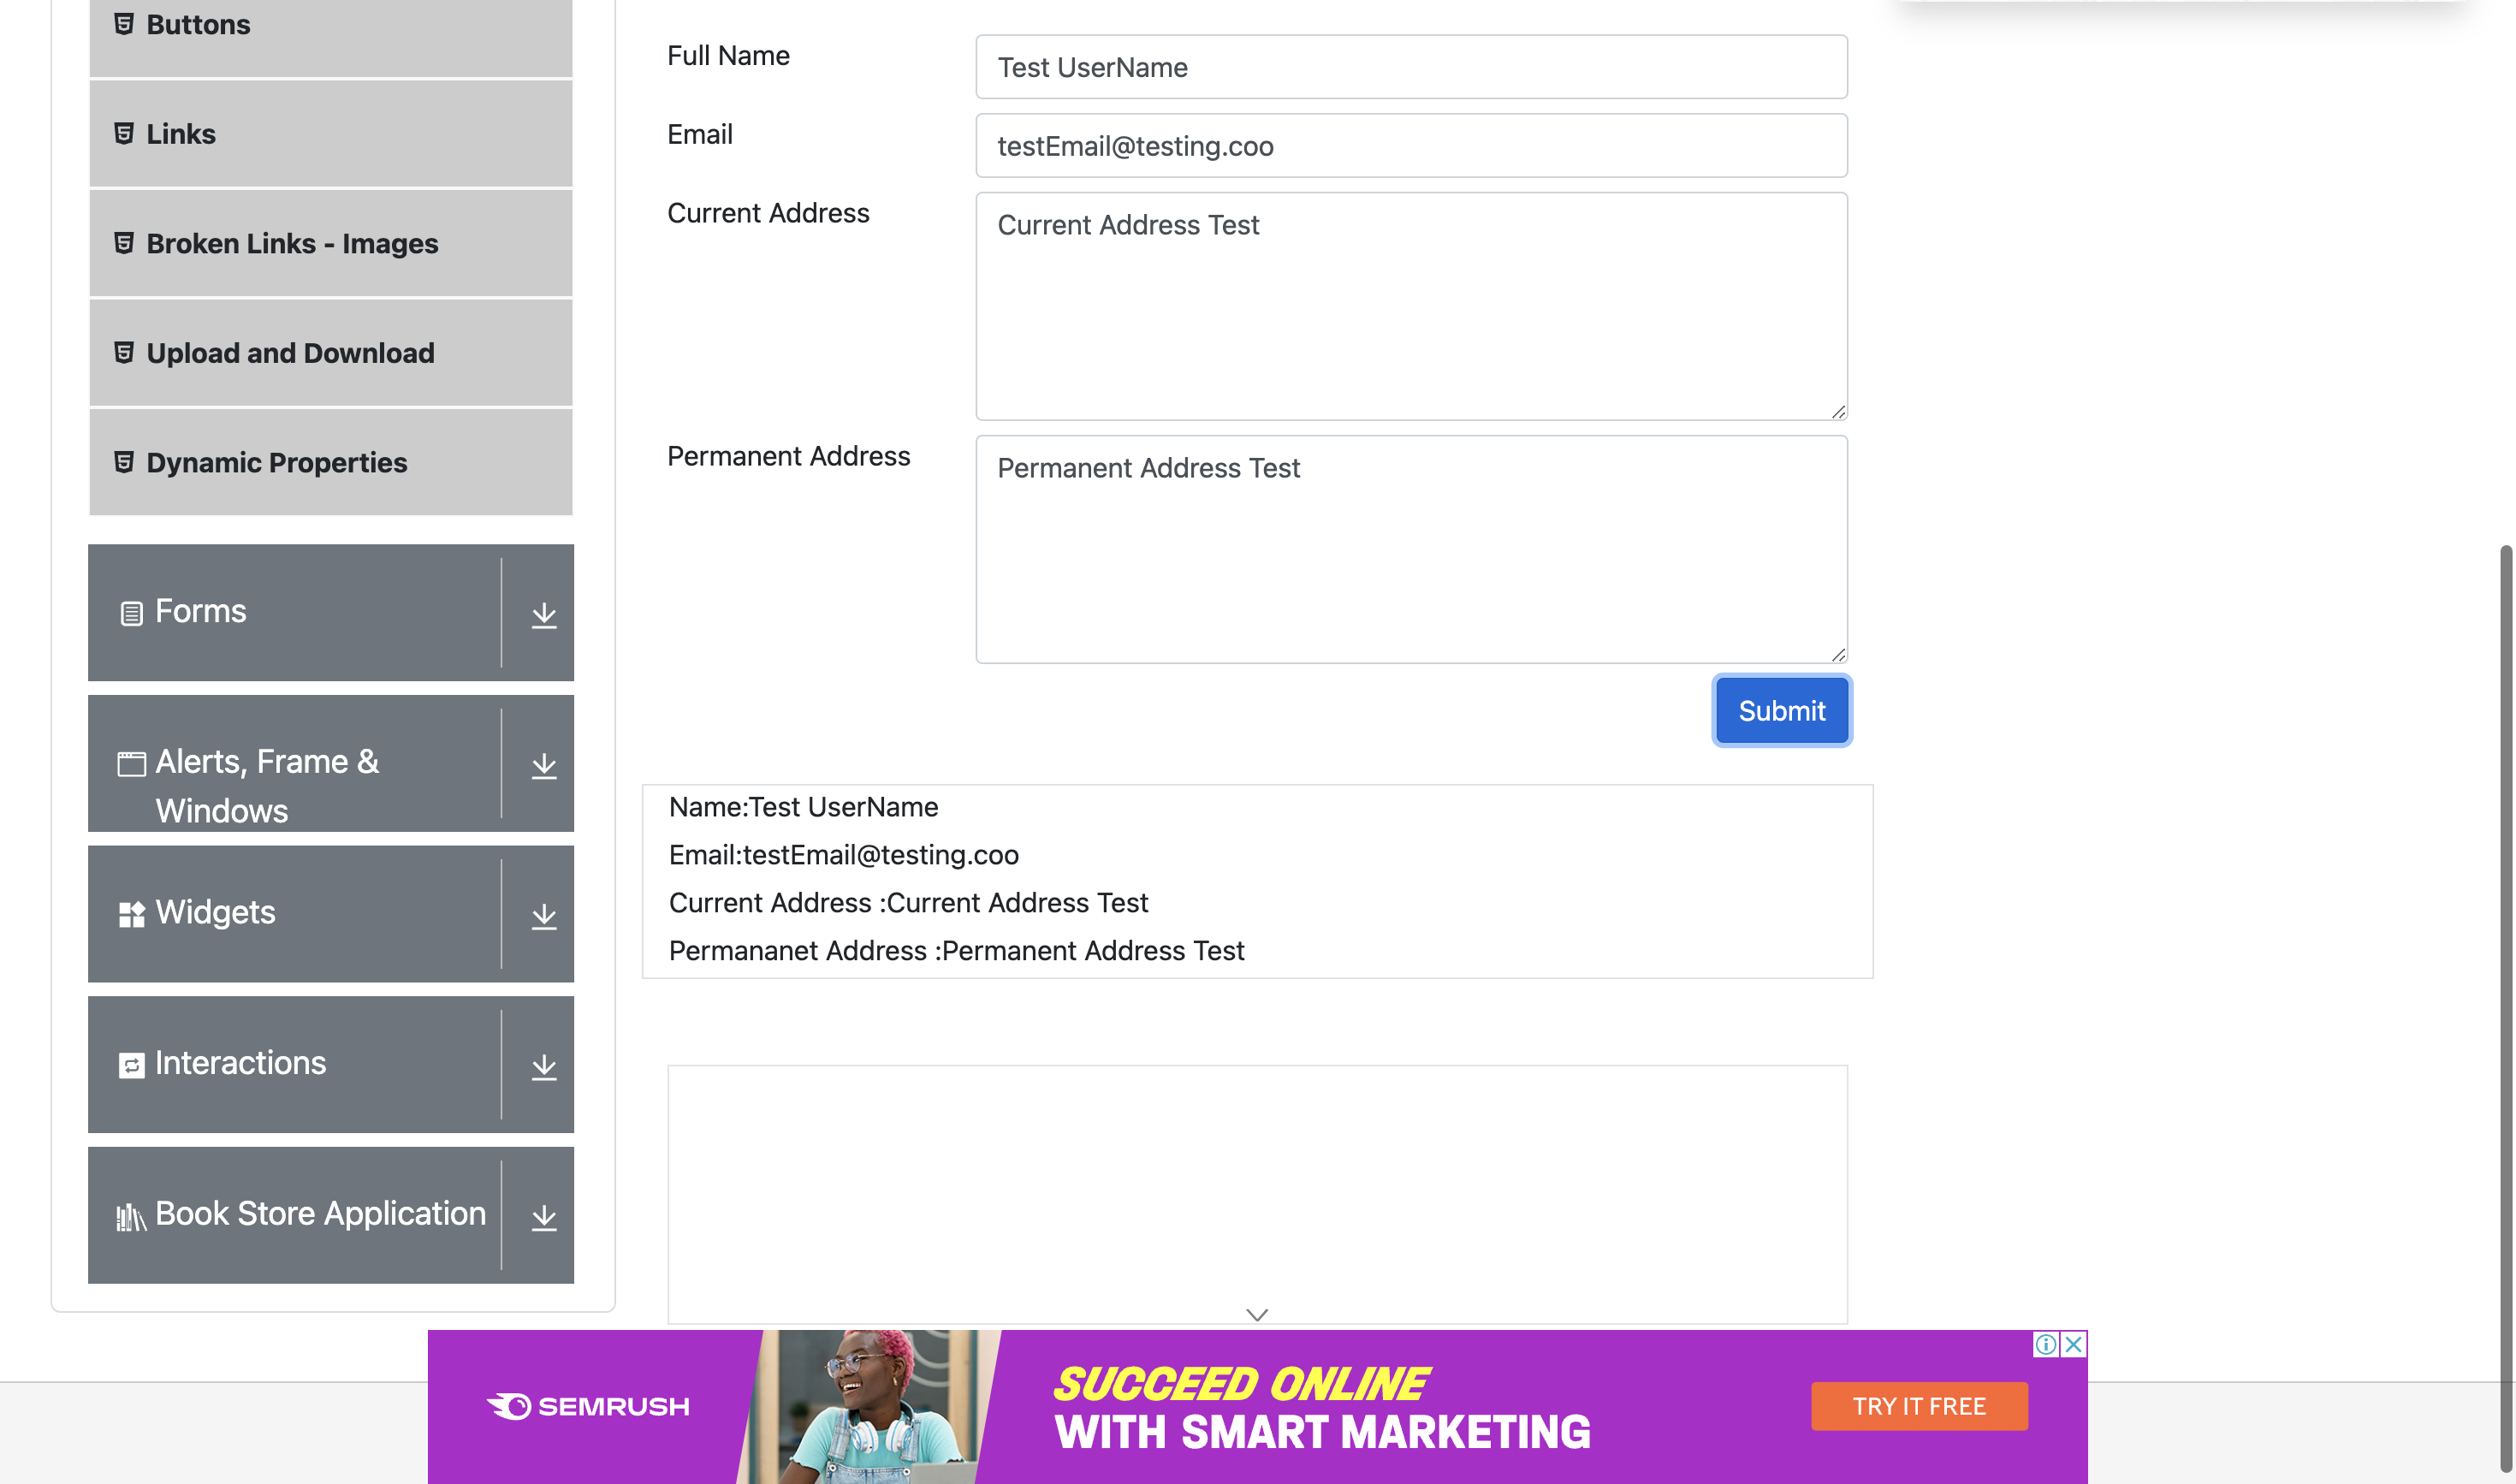 Buttons
Links
Broken Links - Images
Upload and Download
Dynamic Properties
Forms
Alerts, Frame &
Windows
Widgets
Interactions
Book Store Application
Full Name
Test UserName
Email
testEmail@testing.coo
Current Address
Current Address Test
Permanent Address
Permanent Address Test
Submit
Name:Test UserName
Email:testEmail@testing.coo
Current Address :Current Address Test
Permananet Address :Permanent Address Test
SEMRUSH
SUCCEED ONLINE
WITH SMART MARKETING
TRY IT FREE